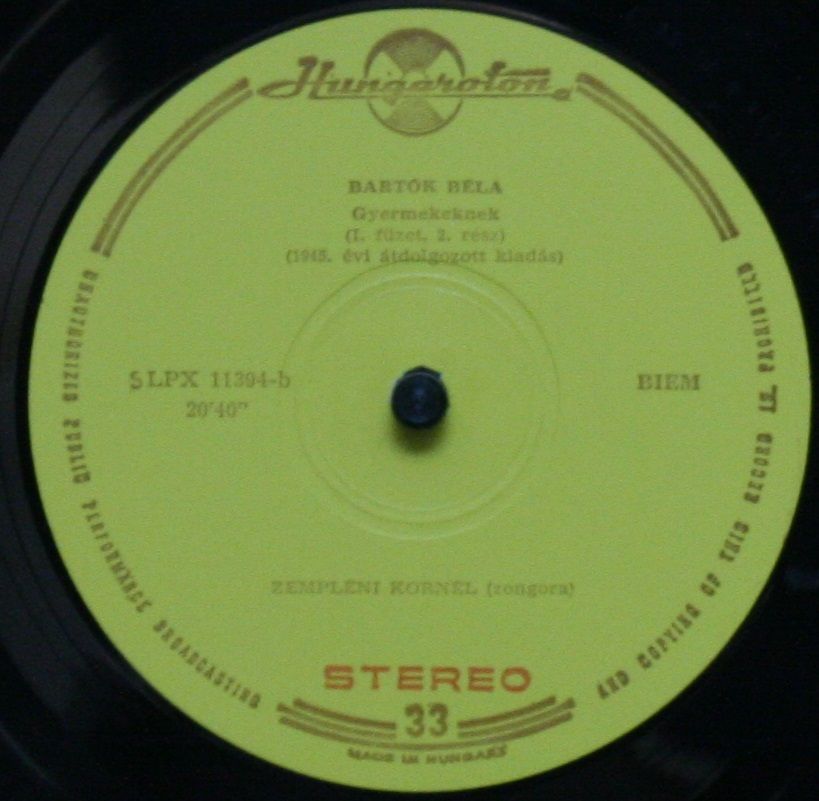 Hungaroton
BARTÓK BÉLA
Gyermekeknek
(I. füzet, 2. rész)
(1945. évi átdolgozott kiadás)
SLPX 11394-b
20'40"
BIEM
ZEMPLÉNI KORNÉL (zongora)
STEREO
33
MADE IN HUNGARY
UNAUTHORIZED PUBLIC PERFORMANCE BROADCASTING
AND COPYING OF THIS RECORD IS PROHIBITED